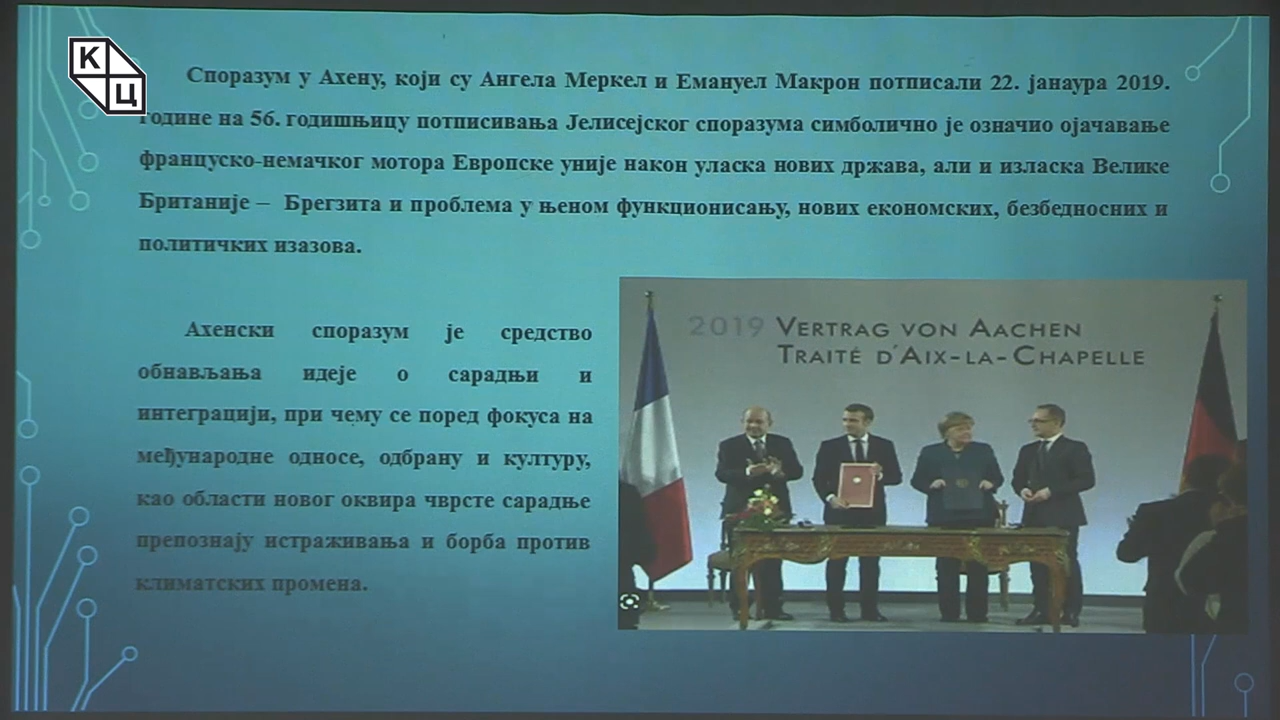 К
Ц
Споразум у Ахену, који су Ангела Меркел и Емануел Макрон потписали 22. јанаура 2019.
године на 56. годишњицу потписивања Јелисејског споразума симболично је означио ојачавање
француско-немачког мотора Европске уније након уласка нових држава, али и изласка Велике
Британије – Брегзита и проблема у њеном функционисању, нових економских, безбедносних и
политичких изазова.
Ахенски споразум је средство
обнављања идеје о сарадњи и
интеграцији, при чему се поред фокуса на
међународне односе, одбрану и културу,
као области новог оквира чврсте сарадње
препознају истраживања и борба против
климатских промена.
2019 VERTRAG VON AACHEN
TRAITÉ D'AIX-LA-CHAPELLE